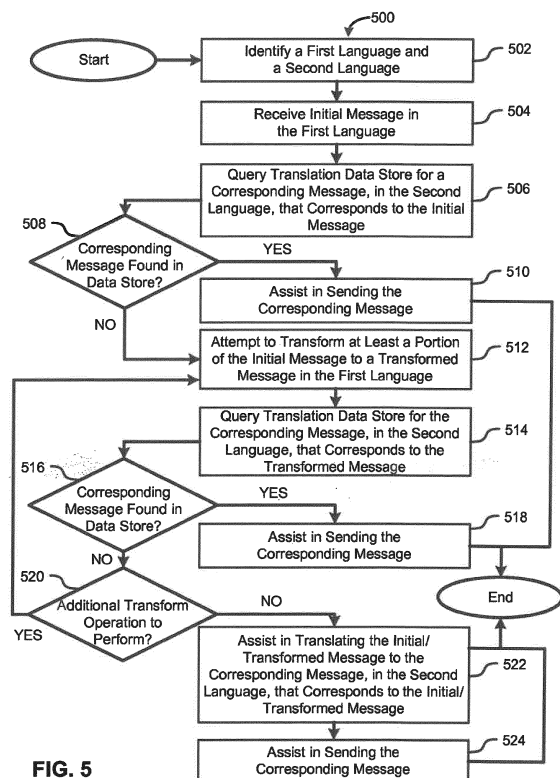 500
Start
Identify a First Language and
a Second Language
502
Receive Initial Message in
the First Language
504
Query Translation Data Store for a
Corresponding Message, in the Second
Language, that Corresponds to the Initial
Message
506
508
Corresponding
Message Found in
Data Store?
YES
NO
Assist in Sending the
Corresponding Message
510
Attempt to Transform at Least a Portion
of the Initial Message to a Transformed
Message in the First Language
512
Query Translation Data Store for the
Corresponding Message, in the Second
Language, that Corresponds to the
Transformed Message
514
516
Corresponding
Message Found in
Data Store?
YES
NO
Assist in Sending the
Corresponding Message
518
520
Additional Transform
Operation to
Perform?
YES
NO
End
Assist in Translating the Initial/
Transformed Message to the
Corresponding Message, in the Second
Language, that Corresponds to the Initial/
Transformed Message
522
Assist in Sending the
Corresponding Message
524
FIG. 5